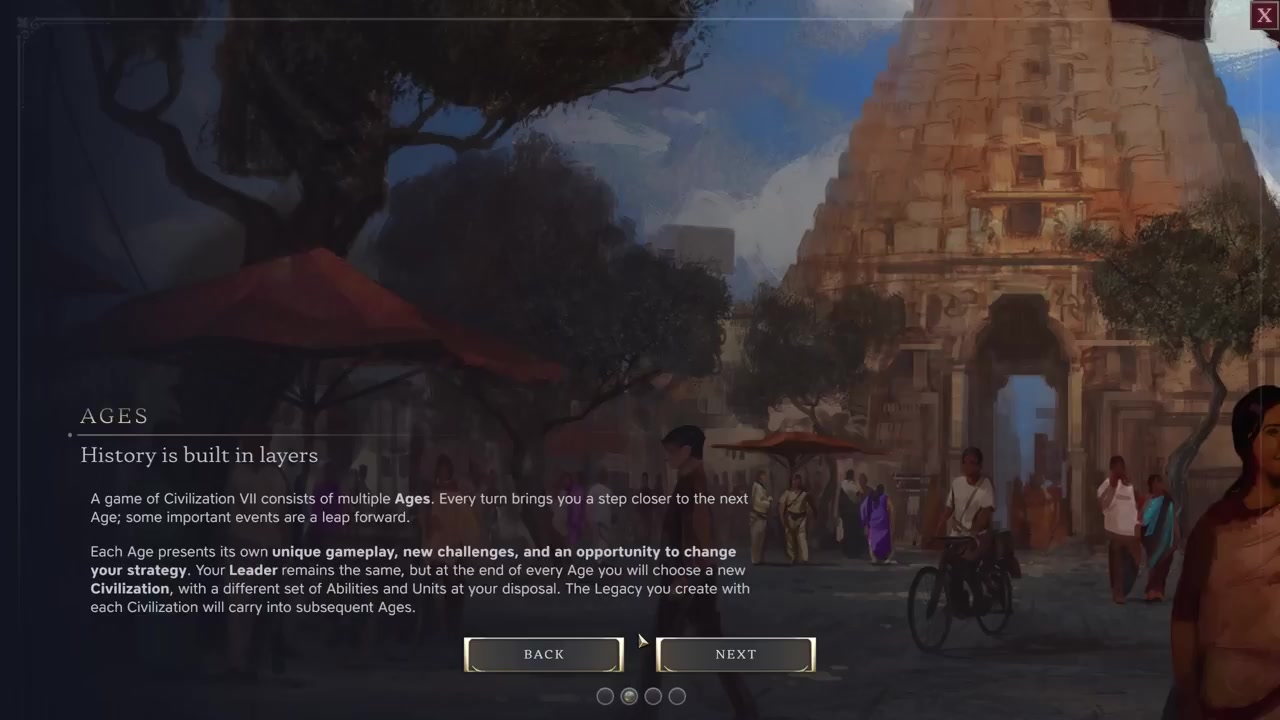 X
AGES
History is built in layers
A game of Civilization VII consists of multiple Ages. Every turn brings you a step closer to the next
Age; some important events are a leap forward.
Each Age presents its own unique gameplay, new challenges, and an opportunity to change
your strategy. Your Leader remains the same, but at the end of every Age you will choose a new
Civilization, with a different set of Abilities and Units at your disposal. The Legacy you create with
each Civilization will carry into subsequent Ages.
BACK
NEXT